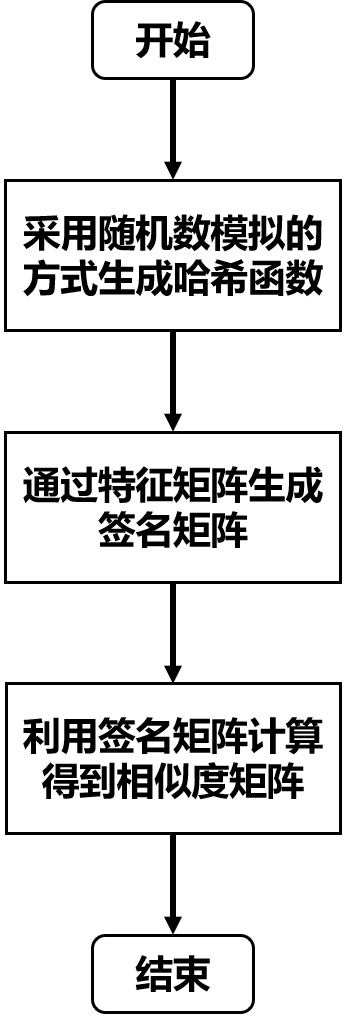 开始
采用随机数模拟的
方式生成哈希函数
通过特征矩阵生成
签名矩阵
利用签名矩阵计算
得到相似度矩阵
结束